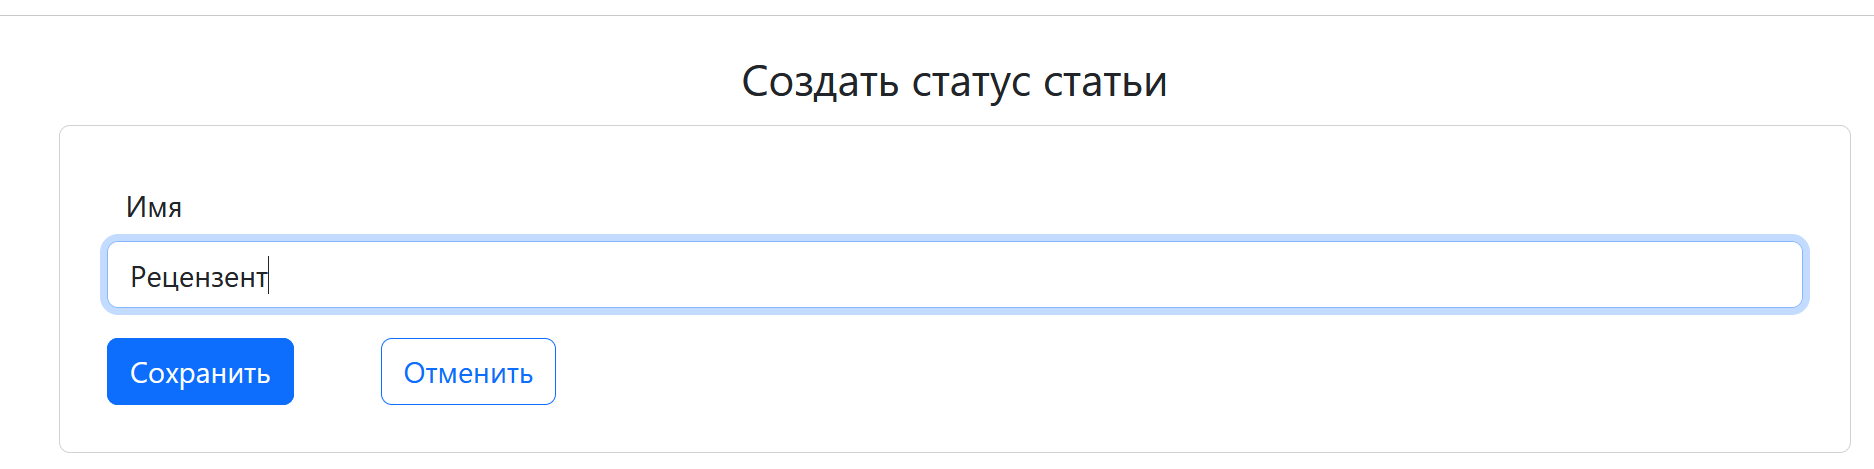 Создать статус статьи
Имя
Рецензент
Сохранить Отменить